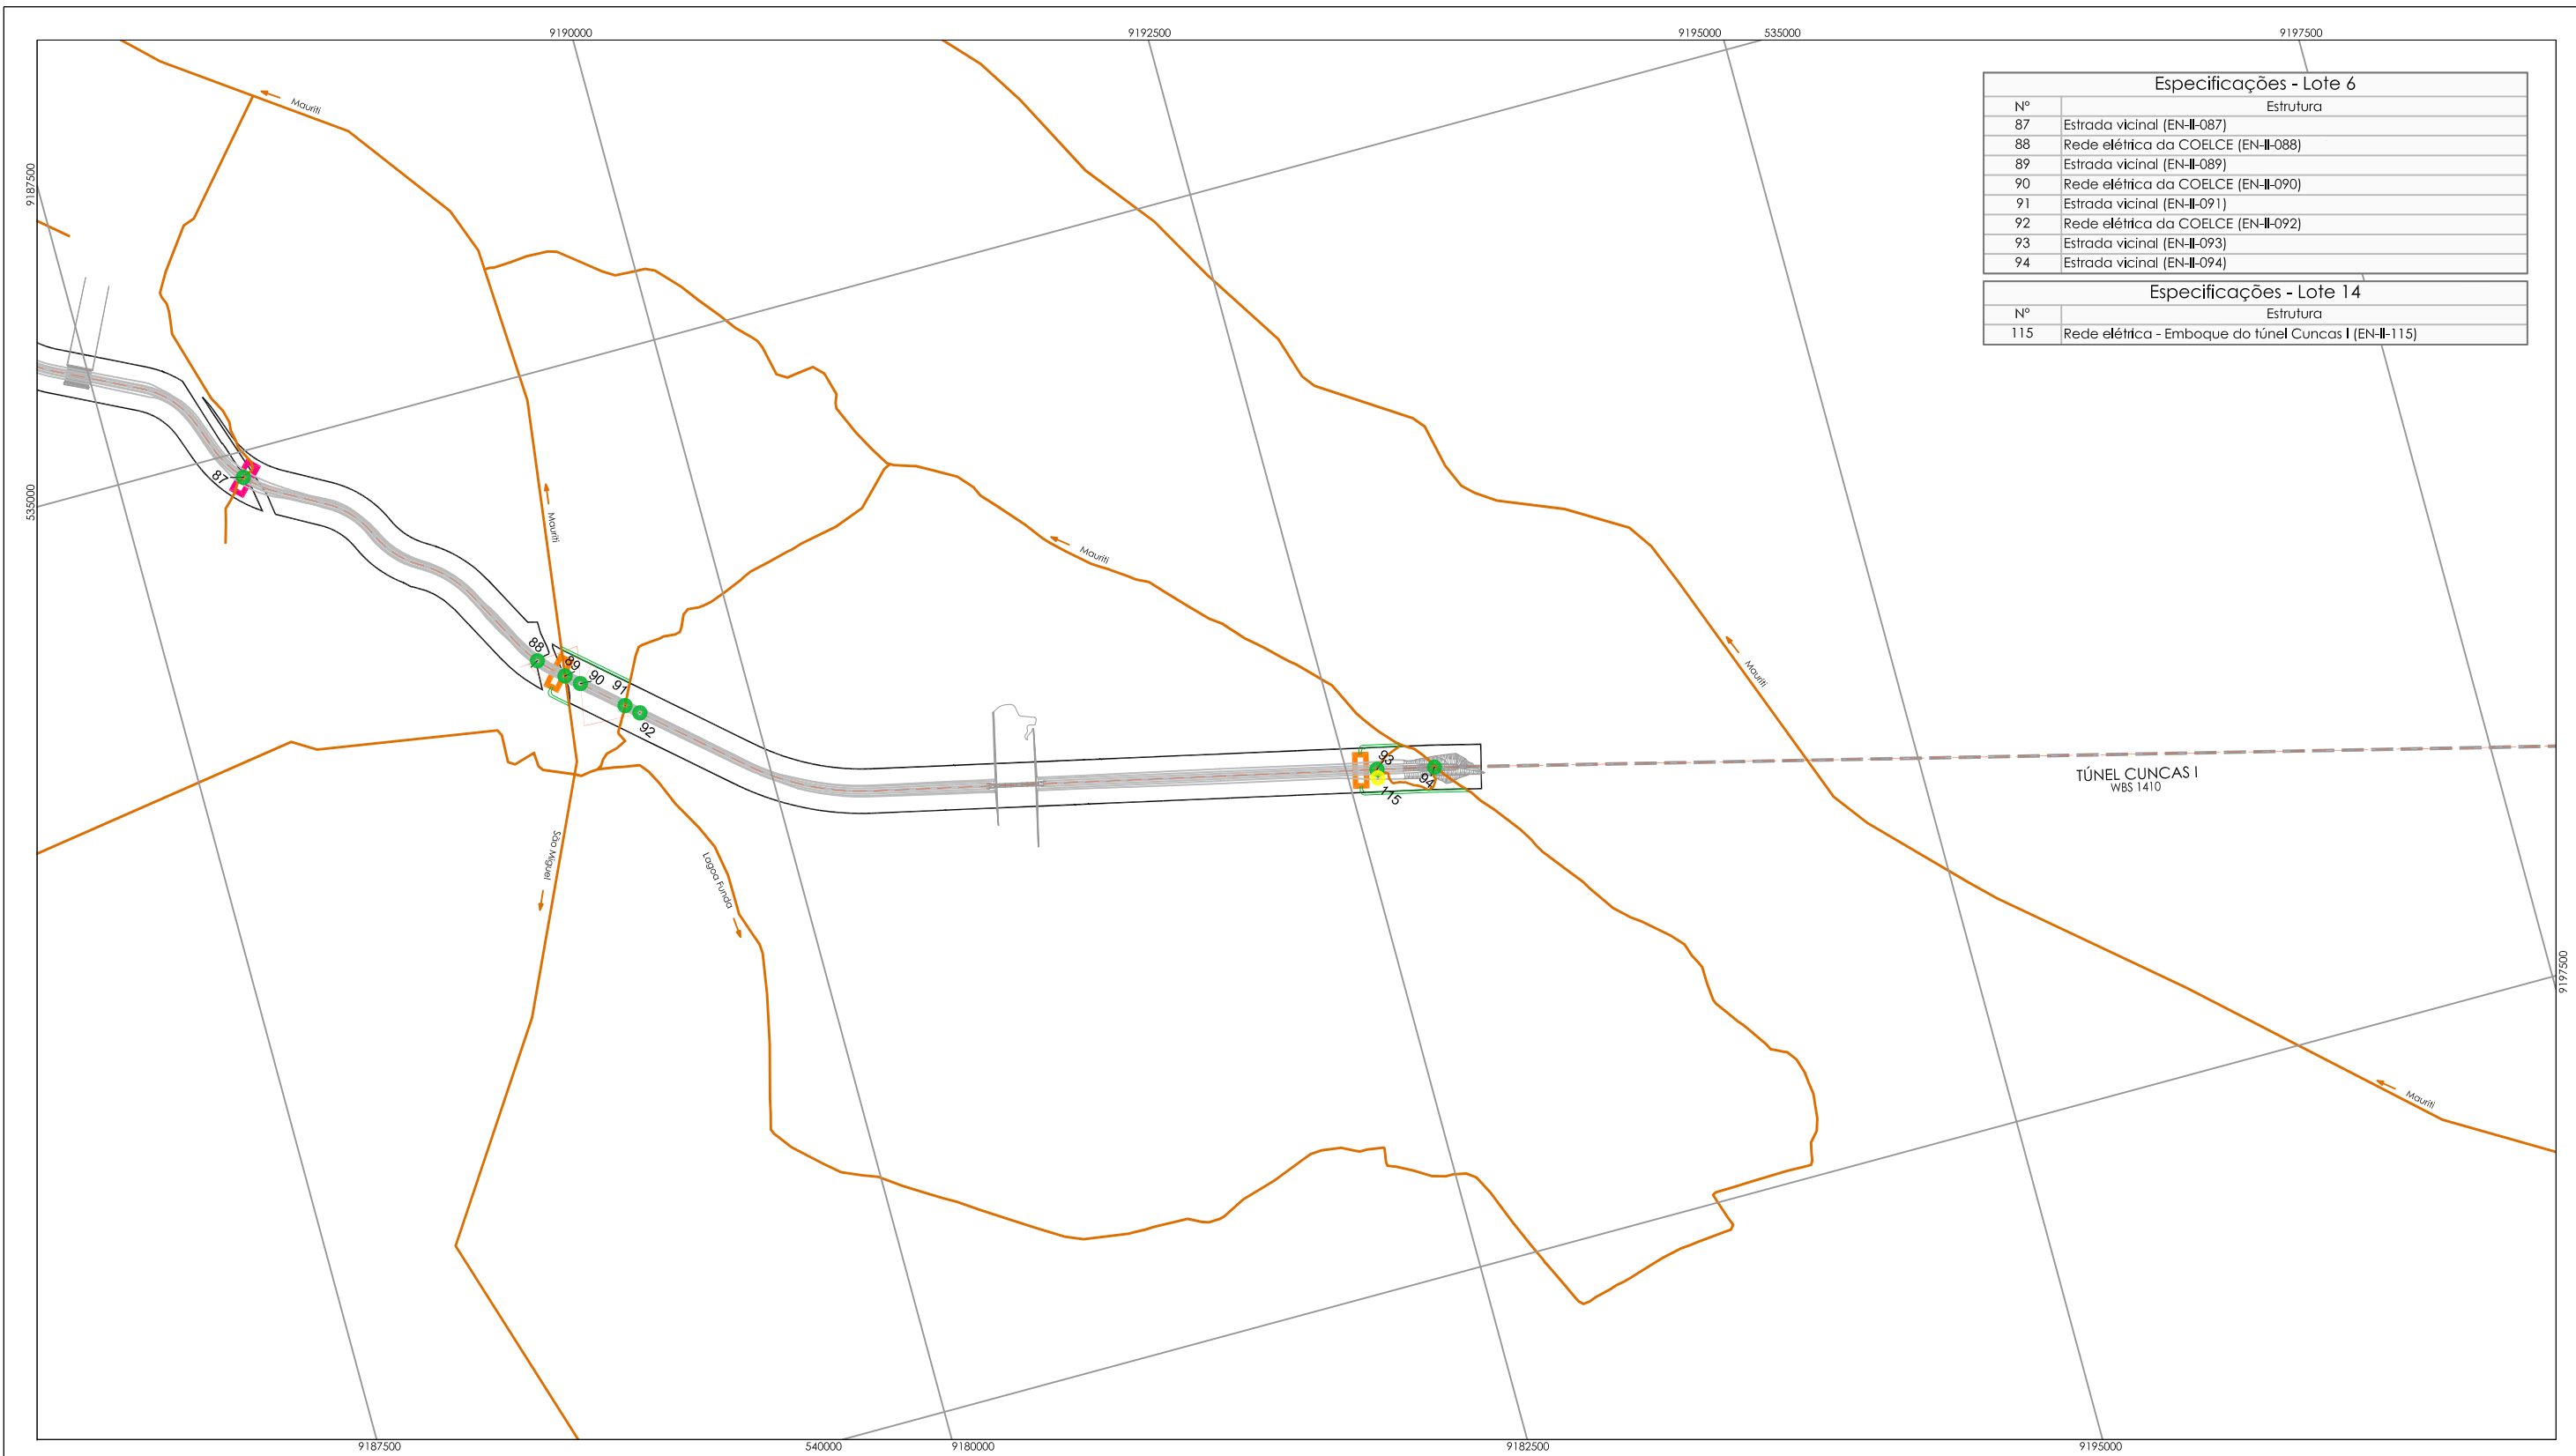 9190000
9192500
9195000
535000
9197500
Especificações - Lote 6
Nº Estrutura
87 Estrada vicinal (EN-II-087)
88 Rede elétrica da COELCE (EN-II-088)
89 Estrada vicinal (EN-II-089)
90 Rede elétrica da COELCE (EN-II-090)
91 Estrada vicinal (EN-II-091)
92 Rede elétrica da COELCE (EN-II-092)
93 Estrada vicinal (EN-II-093)
94 Estrada vicinal (EN-II-094)
Especificações - Lote 14
Nº Estrutura
115 Rede elétrica - Emboque do túnel Cuncas I (EN-II-115)
Mauriti
9187500
535000
87
Mauriti
Mauriti
88
89
90
91
92
Mauriti
93
94
115
TÚNEL CUNCAS I
WBS 1410
São Miguel
Lagoa Funda
9197500
Mauriti
9187500
540000
9180000
9182500
9195000